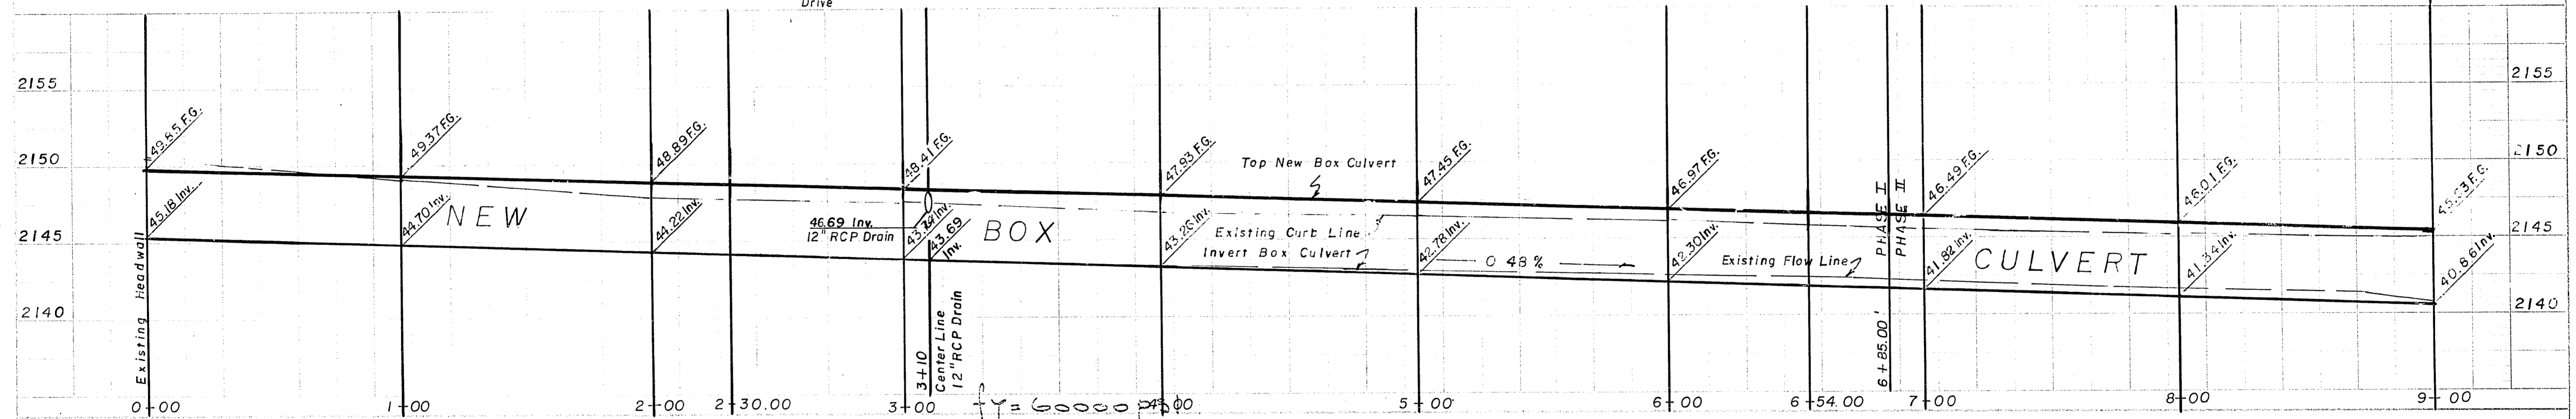 Drive
2155
2155
49.85 F.G.
49.37 F.G.
48.89 F.G.
48.41 F.G.
47.93 F.G.
47.45 F.G.
46.97 F.G.
46.49 F.G.
46.01 F.G.
2150
2150
Top New Box Culvert
45.18 Inv.
44.70 Inv.
44.22 Inv.
43.69 Inv.
43.26 Inv.
42.78 Inv.
42.30 Inv.
41.82 Inv.
41.34 Inv.
40.86 Inv.
NEW
BOX
CULVERT
46.69 Inv.
12" RCP Drain
Existing Curb Line
Invert Box Culvert
0.48 %
Existing Flow Line
PHASE I
PHASE II
2145
2145
2140
2140
Existing Headwall
3+10
Center Line
12" RCP Drain
6+85.00'
0+00
1+00
2+00
2+30.00
3+00
5+00
6+00
6+54.00
7+00
8+00
9+00